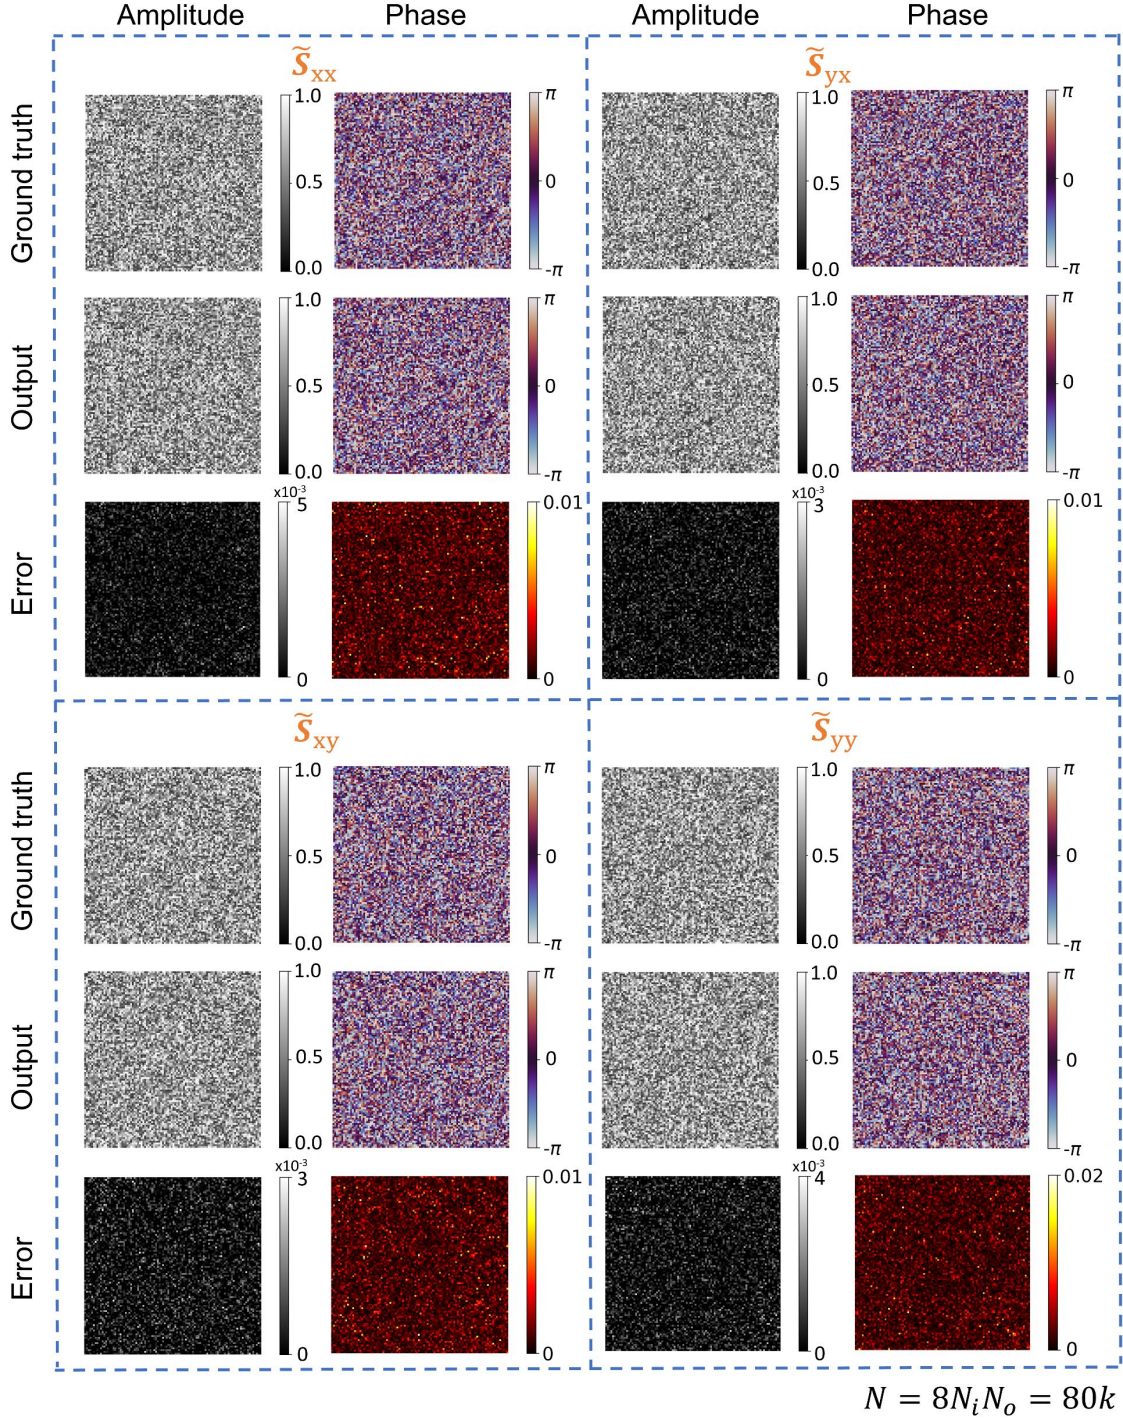 Amplitude Phase Amplitude Phase
S̃xx S̃yx
Ground truth
1.0 π 1.0 π
0.5 0 0.5 0
0.0 -π 0.0 -π
Output
1.0 π 1.0 π
0.5 0 0.5 0
0.0 -π 0.0 -π
Error
x10-3 x10-3
5 0.01 3 0.01
0 0 0 0
S̃xy S̃yy
Ground truth
1.0 π 1.0 π
0.5 0 0.5 0
0.0 -π 0.0 -π
Output
1.0 π 1.0 π
0.5 0 0.5 0
0.0 -π 0.0 -π
Error
x10-3 x10-3
3 0.01 4 0.02
0 0 0 0
N = 8NiNo = 80k